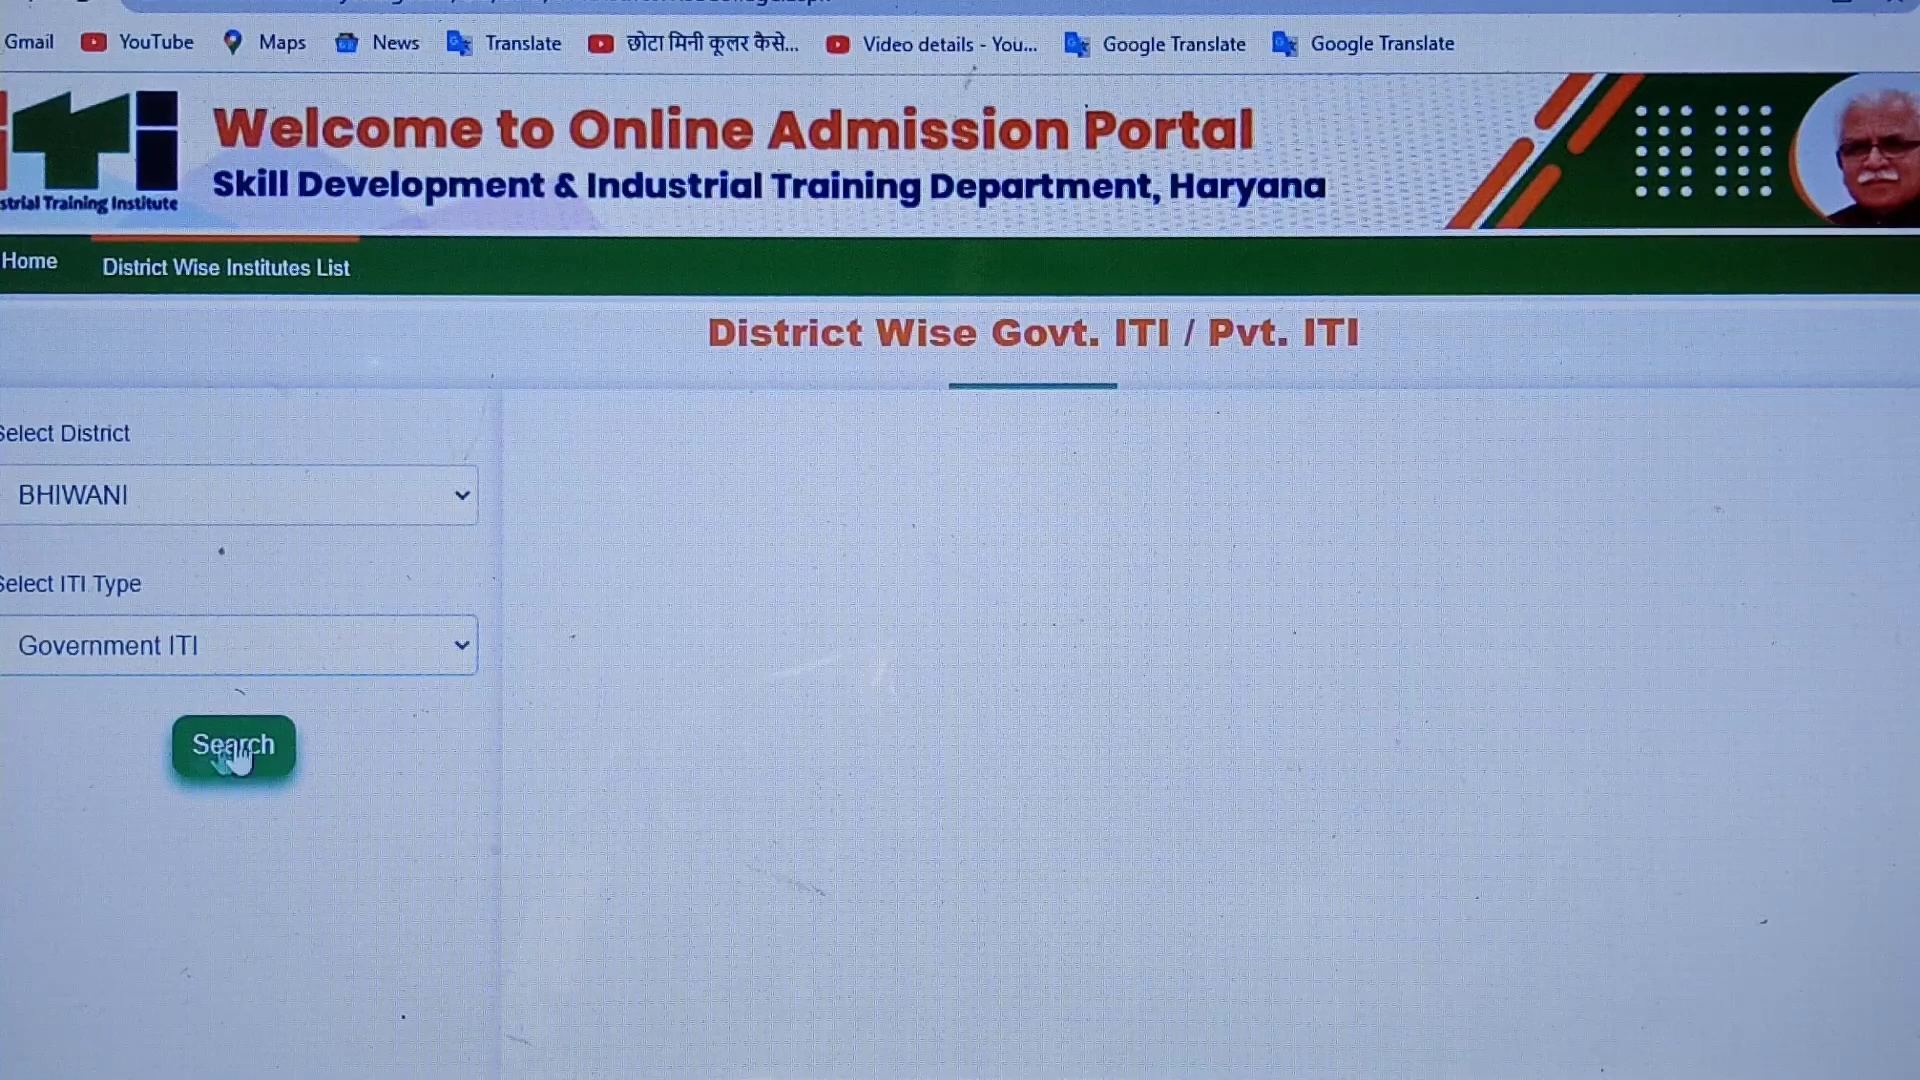 Gmail YouTube Maps News Translate छोटा मिनी कूलर कैसे... Video details - You... Google Translate Google Translate
Welcome to Online Admission Portal
Skill Development & Industrial Training Department, Haryana
strial Training Institute
Home District Wise Institutes List
District Wise Govt. ITI / Pvt. ITI
Select District
BHIWANI
Select ITI Type
Government ITI
Search